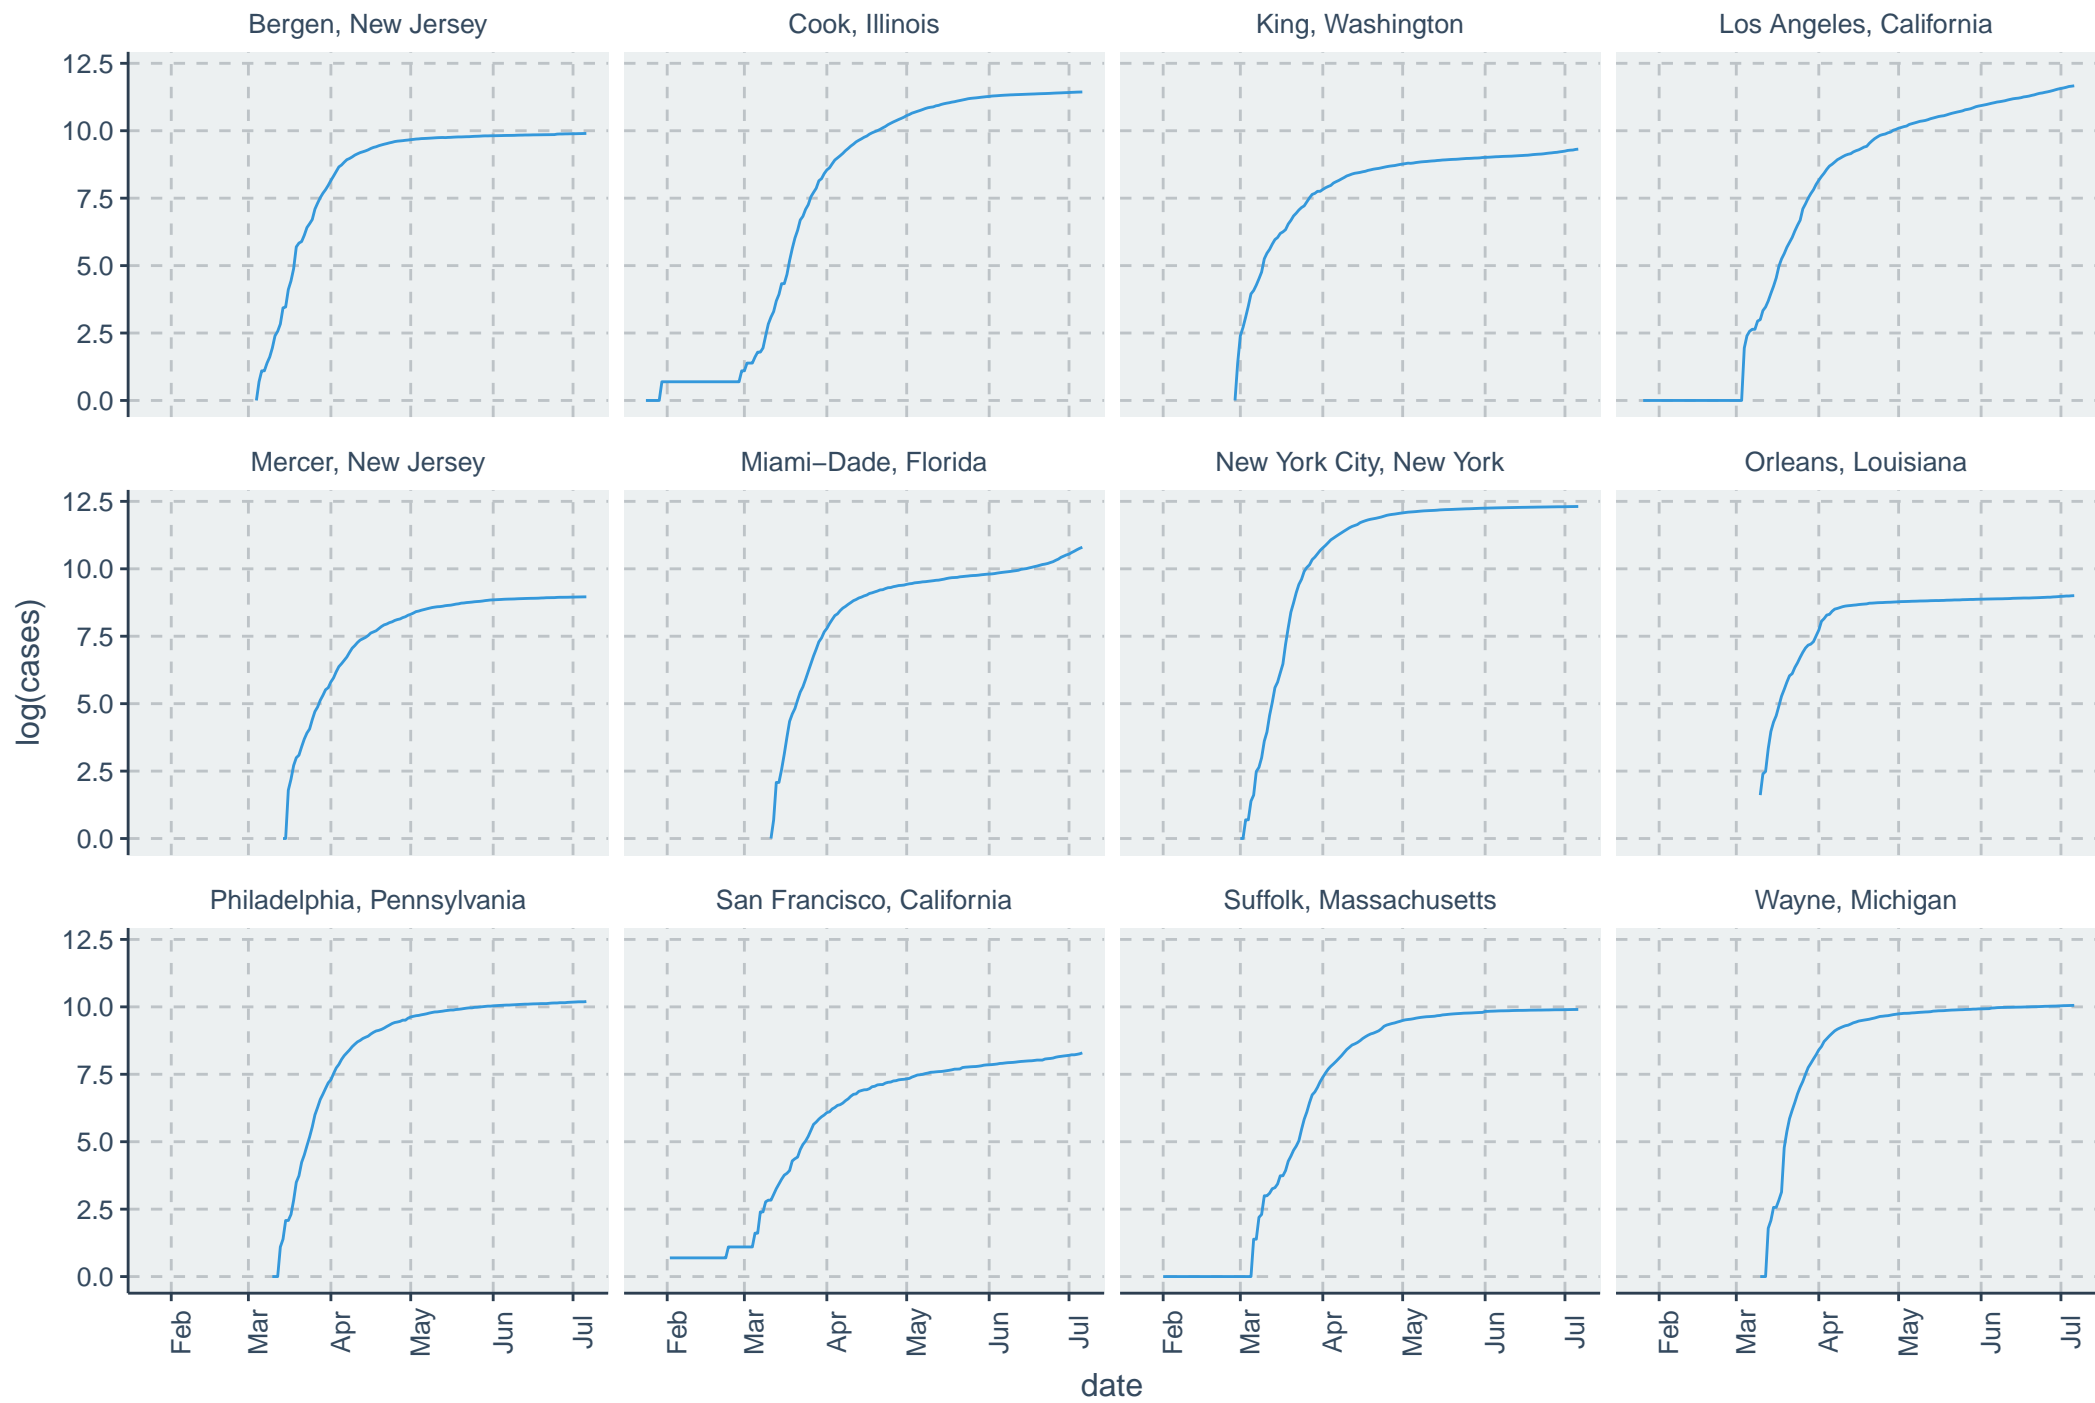 Bergen, New Jersey
Cook, Illinois
King, Washington
Los Angeles, California
12.5
10.0
7.5
5.0
2.5
0.0
Mercer, New Jersey
Miami−Dade, Florida
New York City, New York
Orleans, Louisiana
12.5
10.0
7.5
5.0
2.5
0.0
log(cases)
Philadelphia, Pennsylvania
San Francisco, California
Suffolk, Massachusetts
Wayne, Michigan
12.5
10.0
7.5
5.0
2.5
0.0
Feb Mar Apr May Jun Jul
Feb Mar Apr May Jun Jul
Feb Mar Apr May Jun Jul
Feb Mar Apr May Jun Jul
date